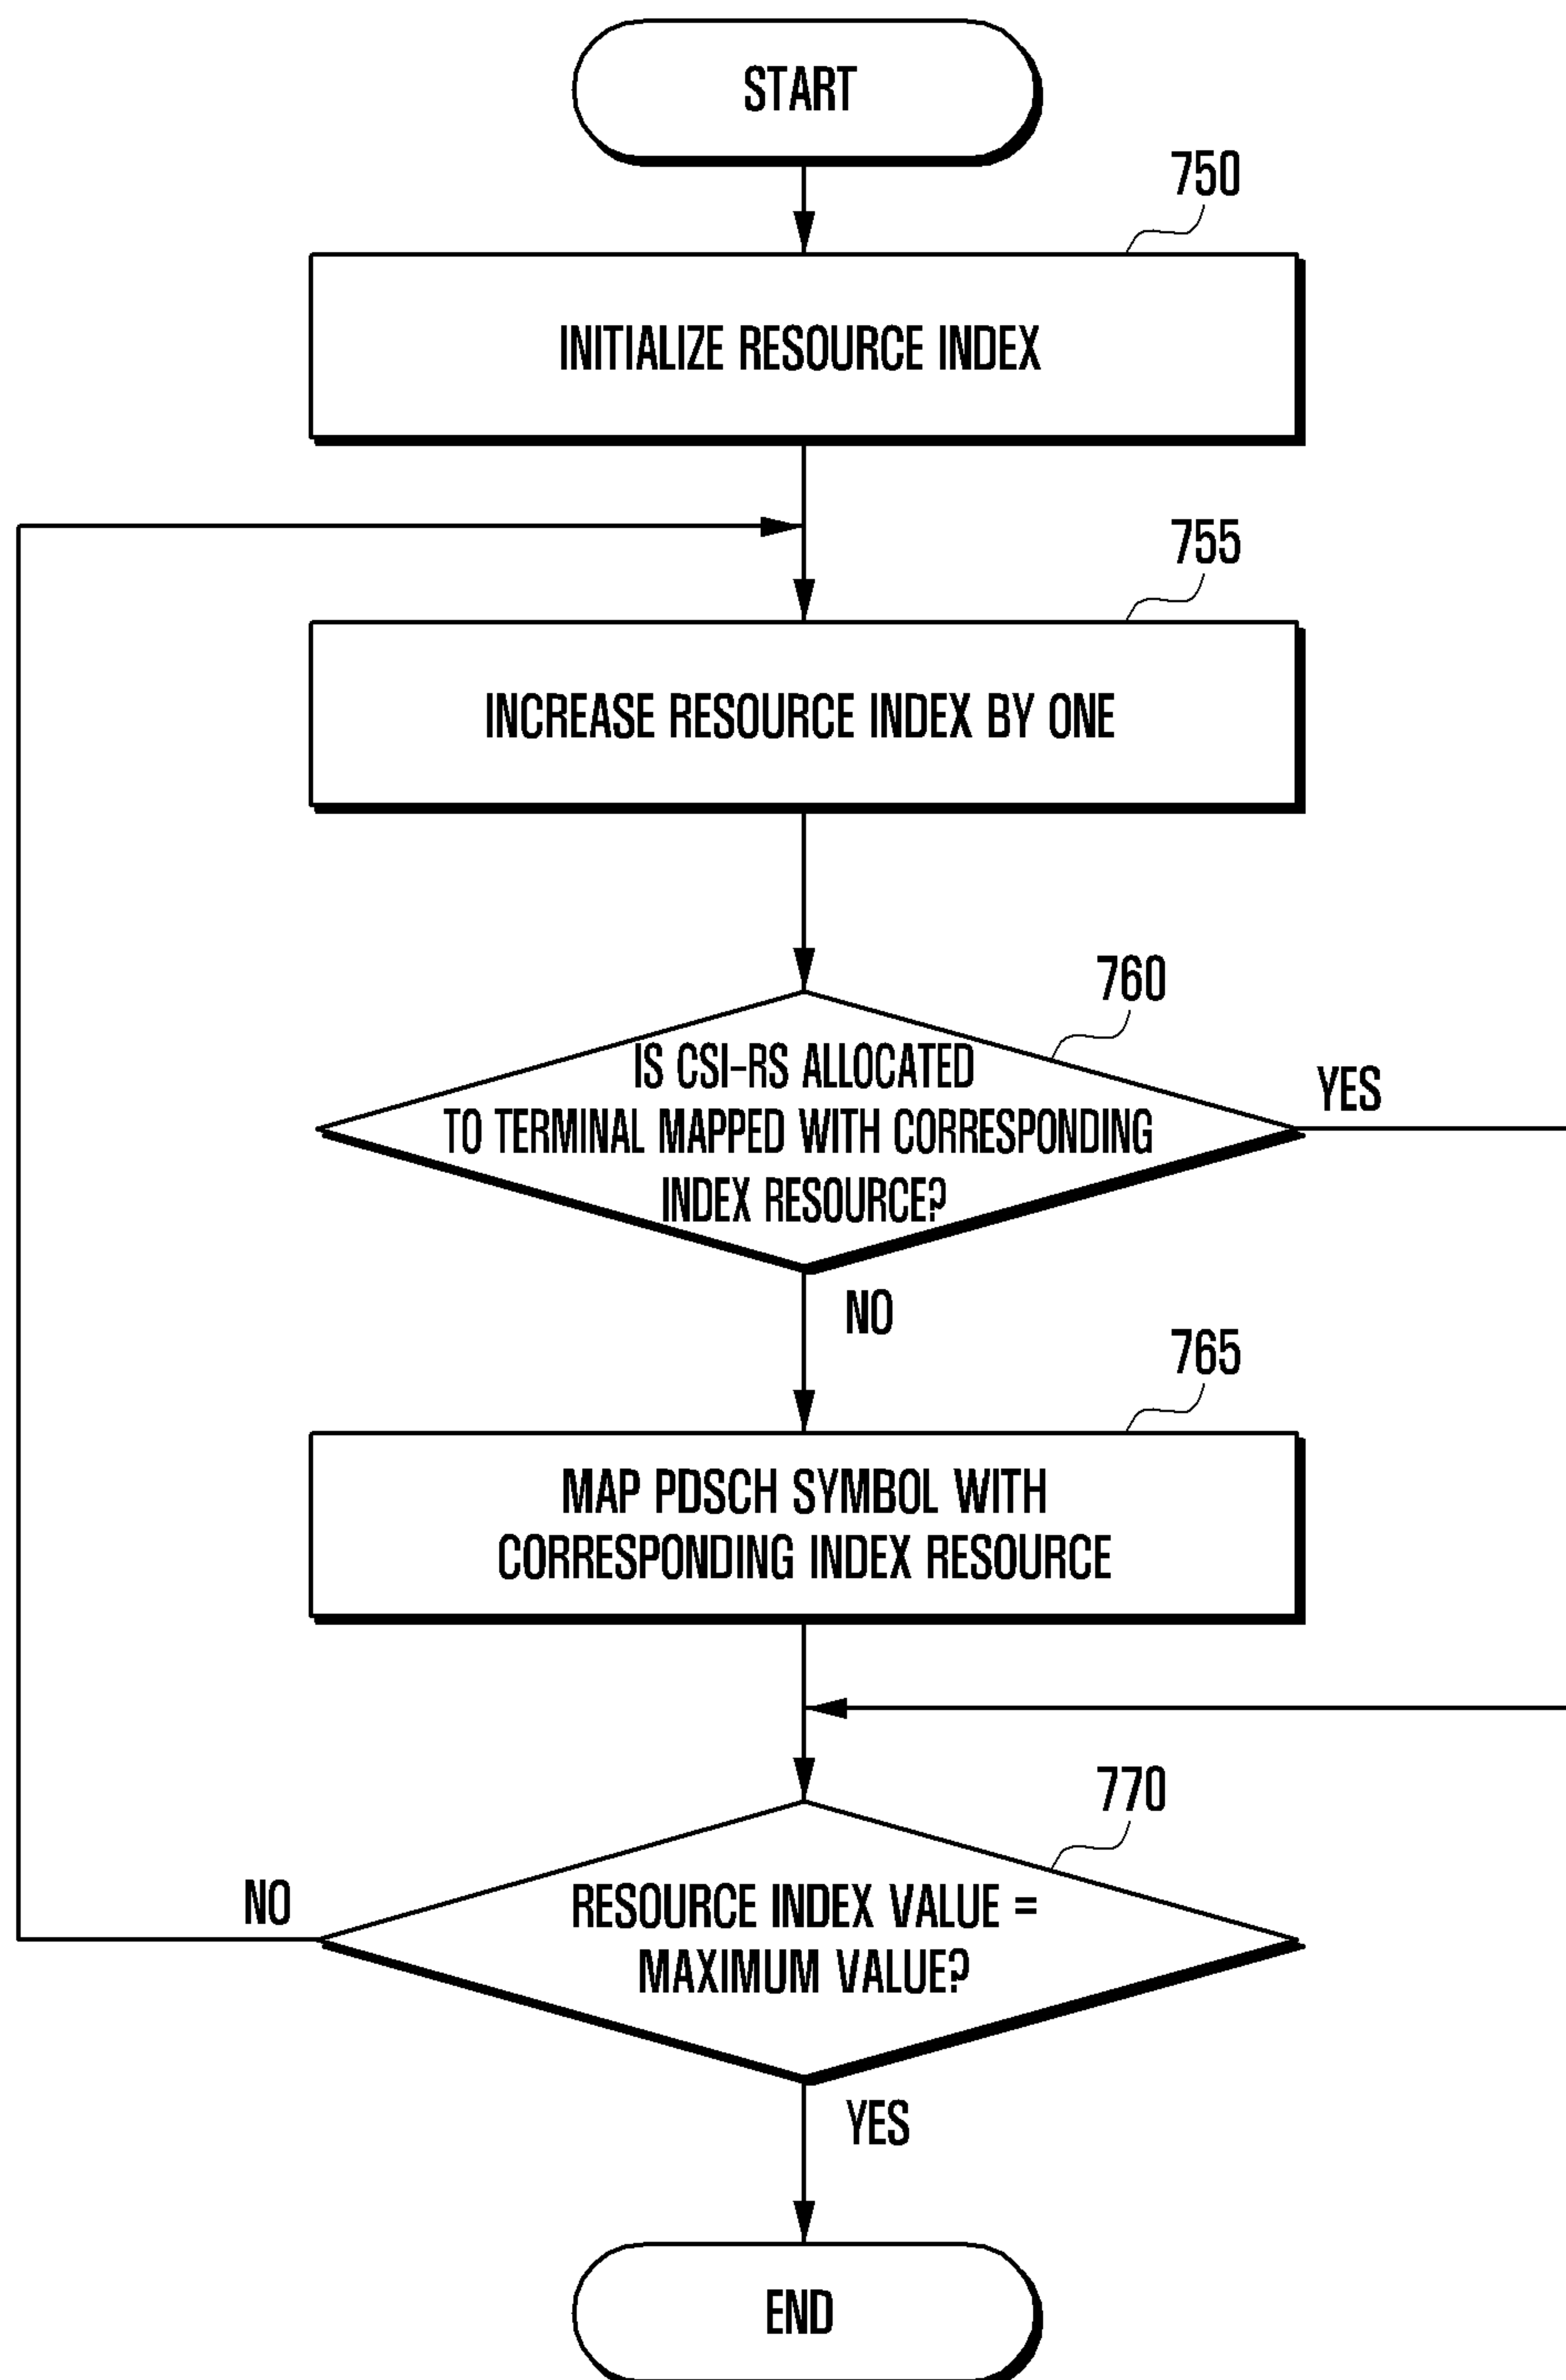 START
750
INITIALIZE RESOURCE INDEX
755
INCREASE RESOURCE INDEX BY ONE
760
IS CSI-RS ALLOCATED
TO TERMINAL MAPPED WITH CORRESPONDING
INDEX RESOURCE?
YES
NO
765
MAP PDSCH SYMBOL WITH
CORRESPONDING INDEX RESOURCE
770
NO
RESOURCE INDEX VALUE =
MAXIMUM VALUE?
YES
END